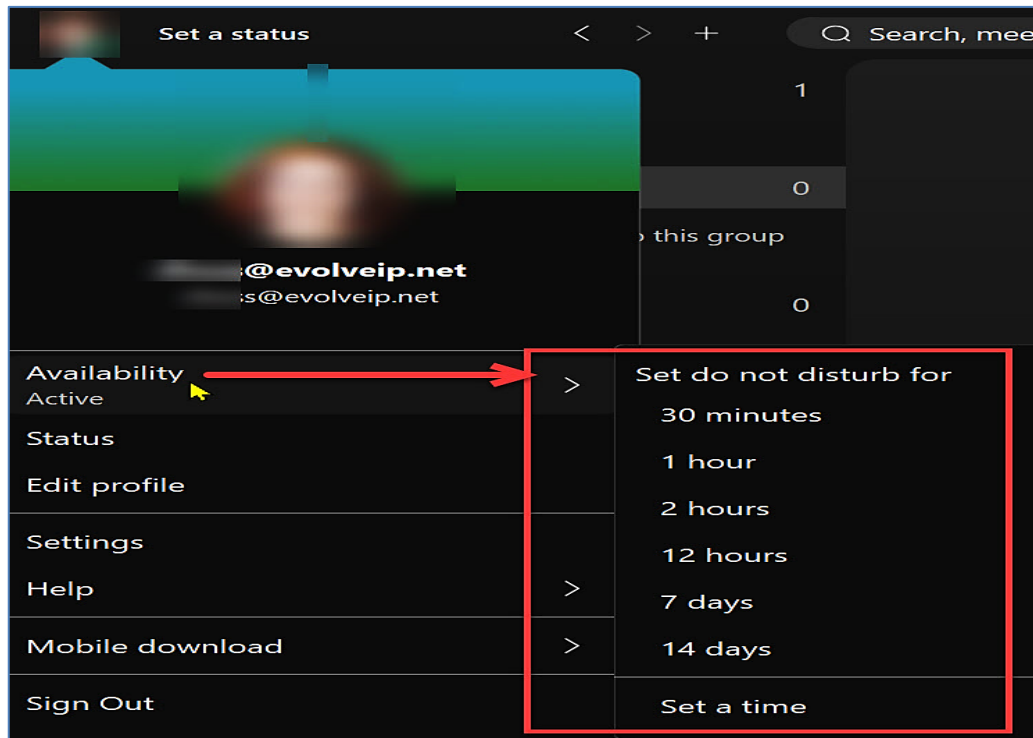 Set a status
Search, mee
1
0
this group
0
@evolveip.net
s@evolveip.net
Availability
Active
Status
Edit profile
Settings
Help
Mobile download
Sign Out
Set do not disturb for
30 minutes
1 hour
2 hours
12 hours
7 days
14 days
Set a time